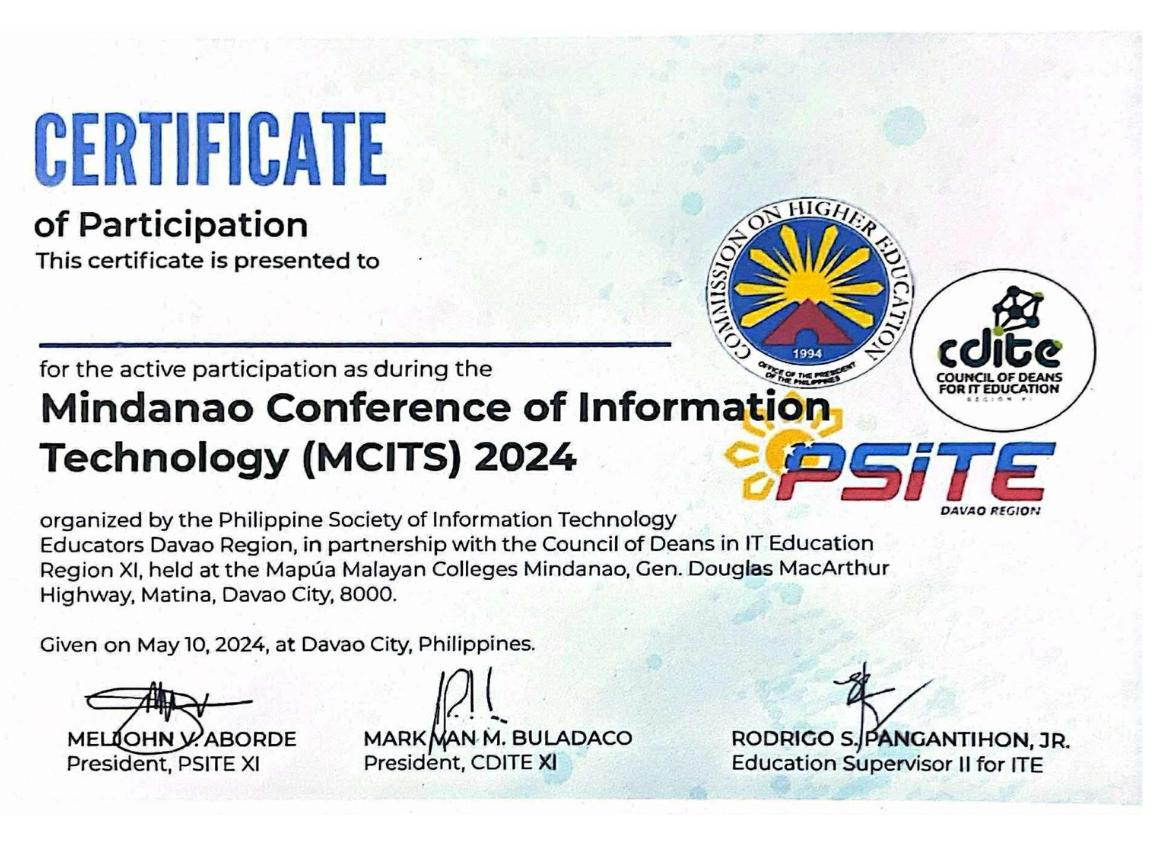 CERTIFICATE
of Participation
This certificate is presented to
for the active participation as during the
Mindanao Conference of Information
Technology (MCITS) 2024
organized by the Philippine Society of Information Technology
Educators Davao Region, in partnership with the Council of Deans in IT Education
Region XI, held at the Mapúa Malayan Colleges Mindanao, Gen. Douglas MacArthur
Highway, Matina, Davao City, 8000.
Given on May 10, 2024, at Davao City, Philippines.
COMMISSION ON HIGHER EDUCATION
1994
OFFICE OF THE PRESIDENT
OF THE PHILIPPINES
cdite
COUNCIL OF DEANS
FOR IT EDUCATION
REGION XI
PSITE
DAVAO REGION
MELJOHN V. ABORDE
President, PSITE XI
MARK VAN M. BULADACO
President, CDITE XI
RODRIGO S. PANGANTIHON, JR.
Education Supervisor II for ITE